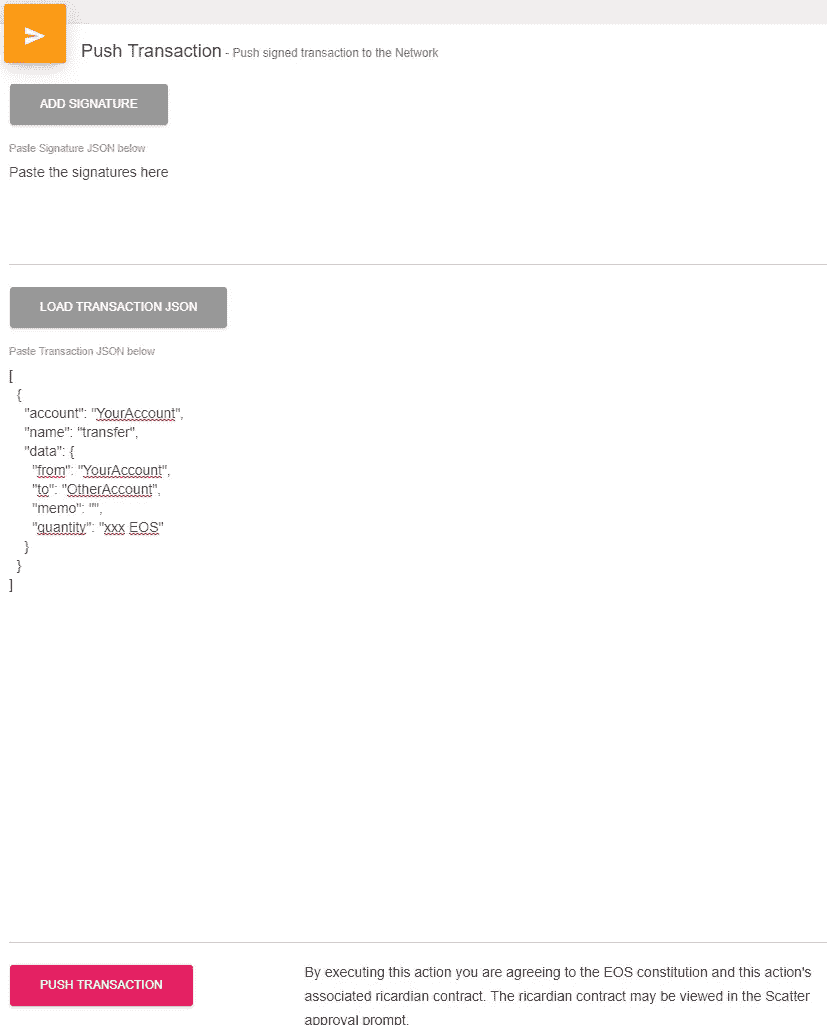 Push Transaction - Push signed transaction to the Network
ADD SIGNATURE
Paste Signature JSON below
Paste the signatures here
LOAD TRANSACTION JSON
Paste Transaction JSON below
[
{
"account": "YourAccount",
"name": "transfer",
"data": {
"from": "YourAccount",
"to": "OtherAccount",
"memo": "",
"quantity": "xxx EOS"
}
}
]
PUSH TRANSACTION
By executing this action you are agreeing to the EOS constitution and this action's
associated ricardian contract. The ricardian contract may be viewed in the Scatter
approval prompt.